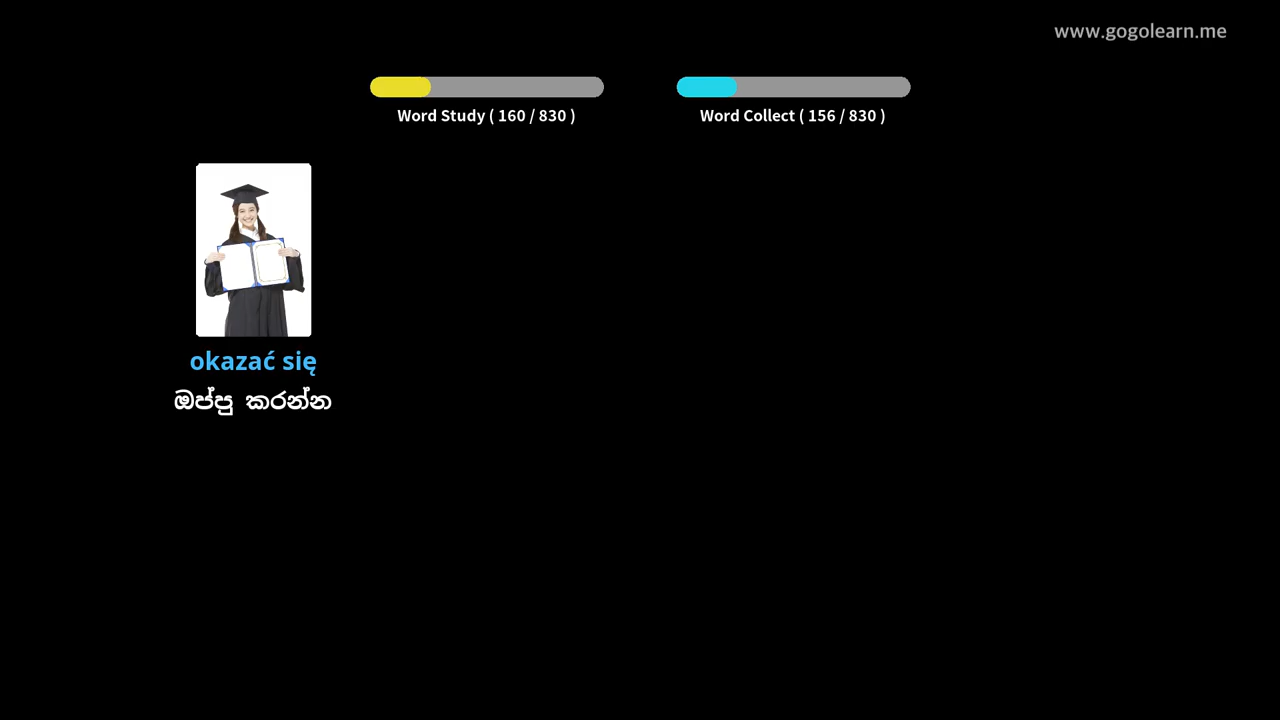 www.gogolearn.me
Word Study ( 160 / 830 )
Word Collect ( 156 / 830 )
okazać się
ඔප්පු කරන්න